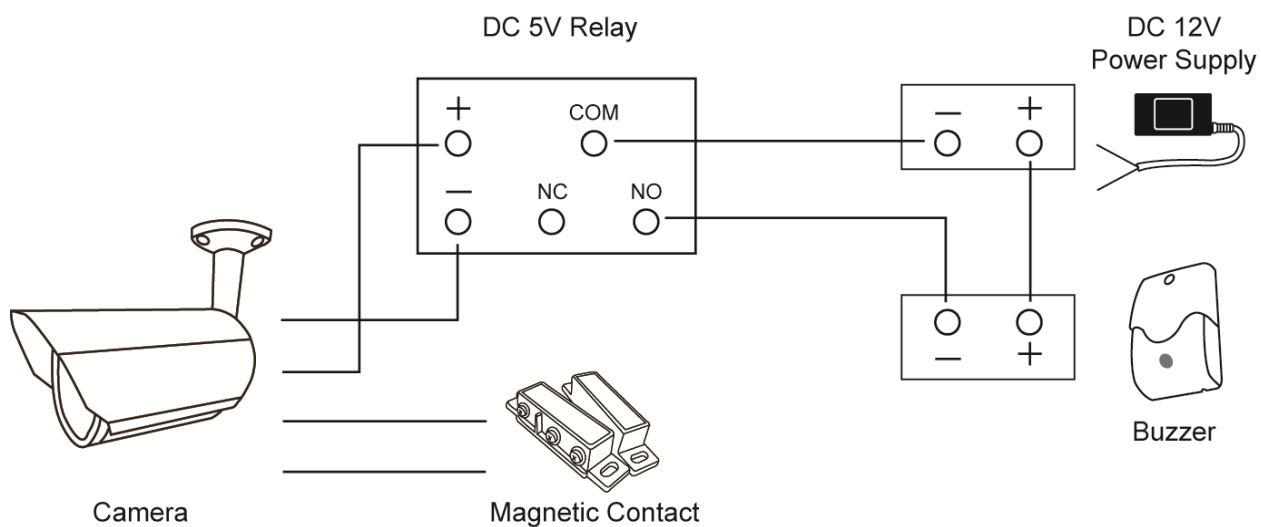 DC 5V Relay
DC 12V
Power Supply
+
COM
— +
—
NC
NO
— +
Buzzer
Camera
Magnetic Contact